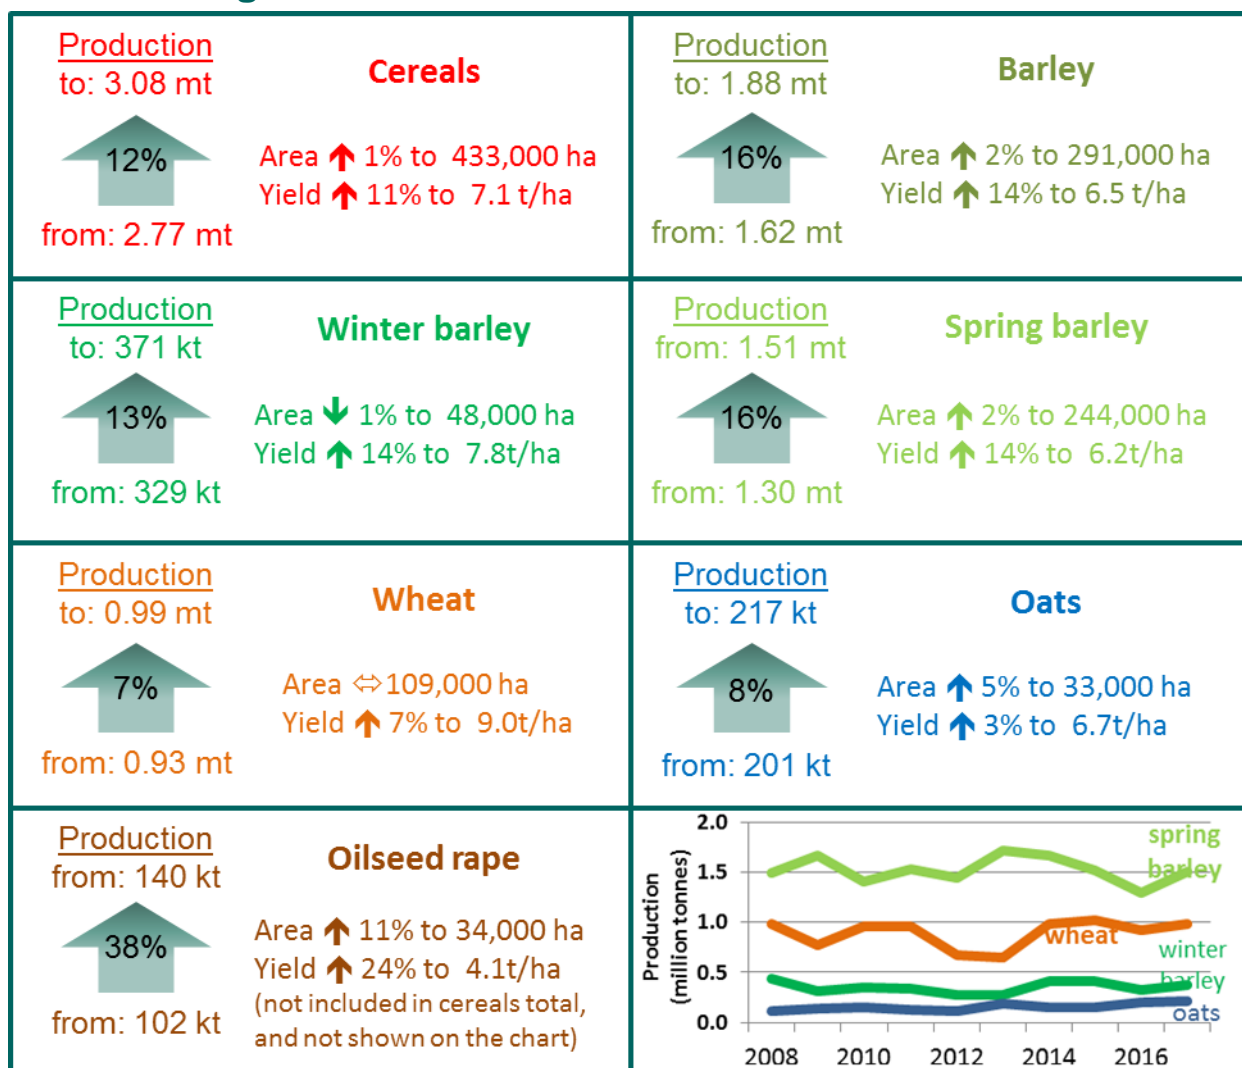 Production
to: 3.08 mt
Cereals
12%
Area 1% to 433,000 ha
Yield 11% to 7.1 t/ha
from: 2.77 mt
Production
to: 1.88 mt
Barley
16%
Area 2% to 291,000 ha
Yield 14% to 6.5 t/ha
from: 1.62 mt
Production
to: 371 kt
Winter barley
13%
Area 1% to 48,000 ha
Yield 14% to 7.8t/ha
from: 329 kt
Production
from: 1.51 mt
Spring barley
16%
Area 2% to 244,000 ha
Yield 14% to 6.2t/ha
from: 1.30 mt
Production
to: 0.99 mt
Wheat
7%
Area 109,000 ha
Yield 7% to 9.0t/ha
from: 0.93 mt
Production
to: 217 kt
Oats
8%
Area 5% to 33,000 ha
Yield 3% to 6.7t/ha
from: 201 kt
Production
from: 140 kt
Oilseed rape
38%
Area 11% to 34,000 ha
Yield 24% to 4.1t/ha
(not included in cereals total,
and not shown on the chart)
from: 102 kt
Production
(million tonnes)
2.0
1.5
1.0
0.5
0.0
spring
barley
wheat
winter
barley
oats
2008 2010 2012 2014 2016